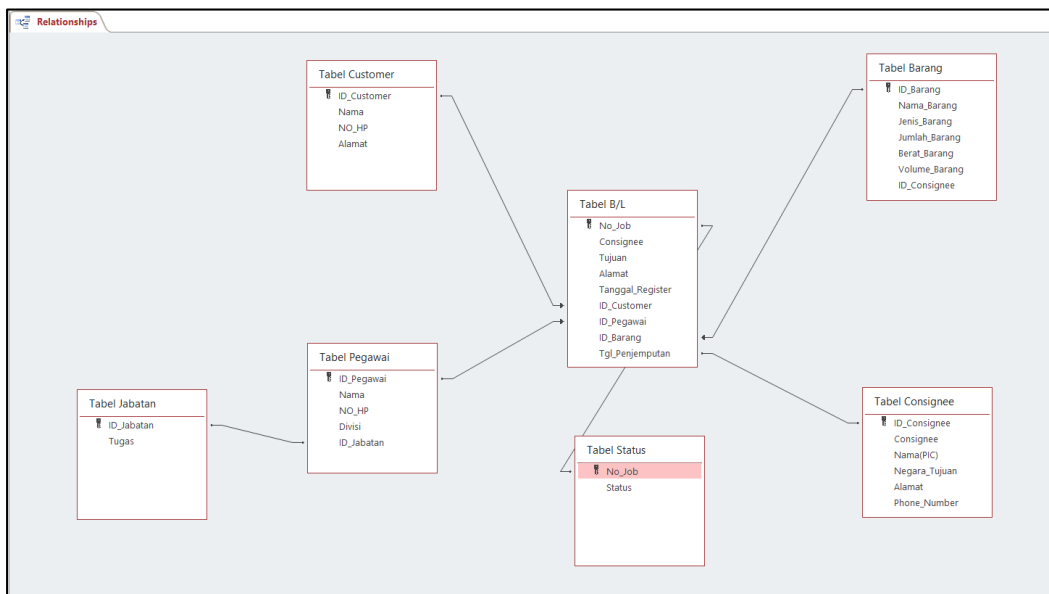 Relationships
Tabel Customer
ID_Customer
Nama
NO_HP
Alamat
Tabel Barang
ID_Barang
Nama_Barang
Jenis_Barang
Jumlah_Barang
Berat_Barang
Volume_Barang
ID_Consignee
Tabel B/L
No_Job
Consignee
Tujuan
Alamat
Tanggal_Register
ID_Customer
ID_Pegawai
ID_Barang
Tgl_Penjemputan
Tabel Pegawai
ID_Pegawai
Nama
NO_HP
Divisi
ID_Jabatan
Tabel Jabatan
ID_Jabatan
Tugas
Tabel Status
No_Job
Status
Tabel Consignee
ID_Consignee
Consignee
Nama(PIC)
Negara_Tujuan
Alamat
Phone_Number